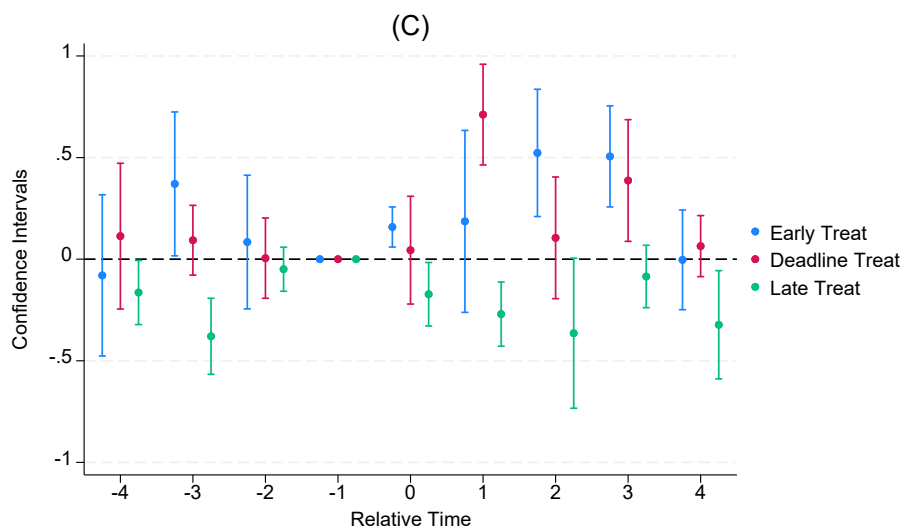 (C)
1
.5
0
-.5
-1
Confidence Intervals
-4 -3 -2 -1 0 1 2 3 4
Relative Time
Early Treat
Deadline Treat
Late Treat